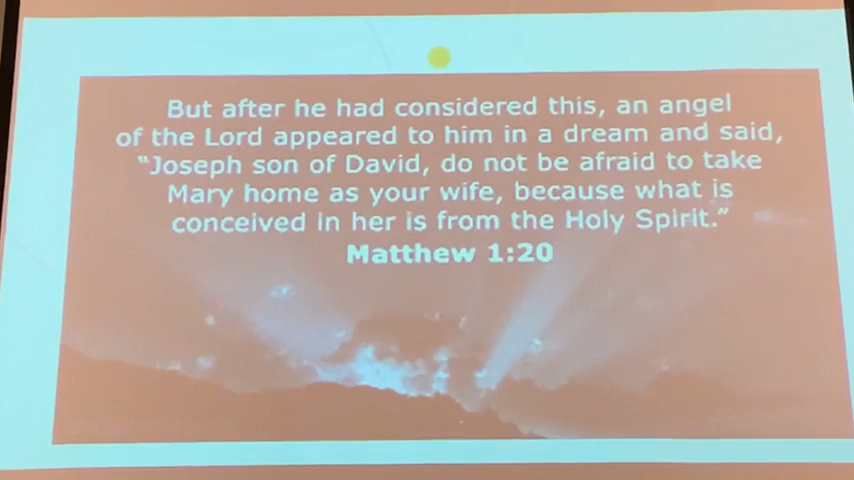 But after he had considered this, an angel
of the Lord appeared to him in a dream and said,
“Joseph son of David, do not be afraid to take
Mary home as your wife, because what is
conceived in her is from the Holy Spirit.”
Matthew 1:20